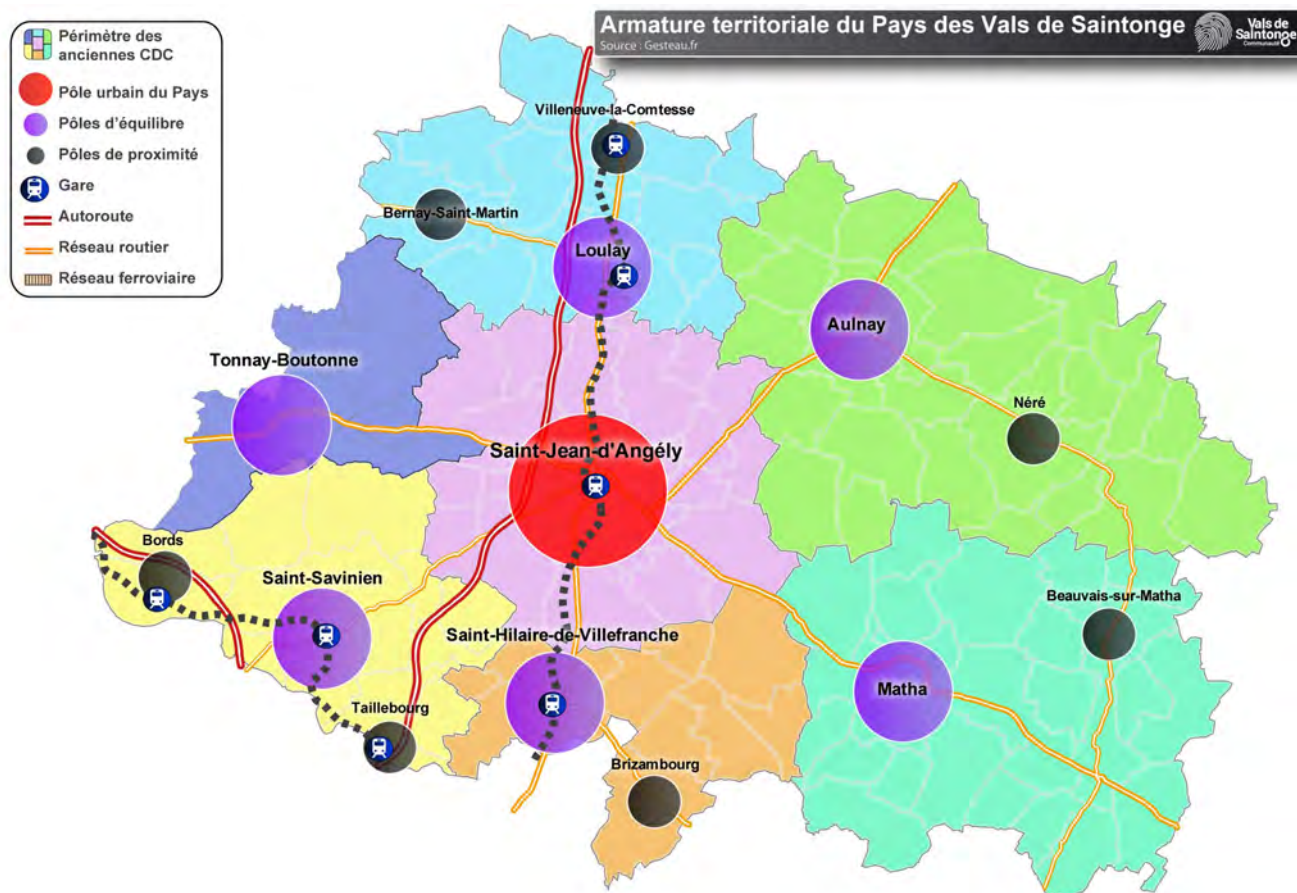 Armature territoriale du Pays des Vals de Saintonge
Source : Gesteau.fr
Vals de
Saintonge
Communauté
Périmètre des
anciennes CDC
Pôle urbain du Pays
Pôles d'équilibre
Pôles de proximité
Gare
Autoroute
Réseau routier
Réseau ferroviaire
Villeneuve-la-Comtesse
Bernay-Saint-Martin
Loulay
Aulnay
Tonnay-Boutonne
Néré
Saint-Jean-d'Angély
Bords
Saint-Savinien
Beauvais-sur-Matha
Saint-Hilaire-de-Villefranche
Matha
Taillebourg
Brizambourg